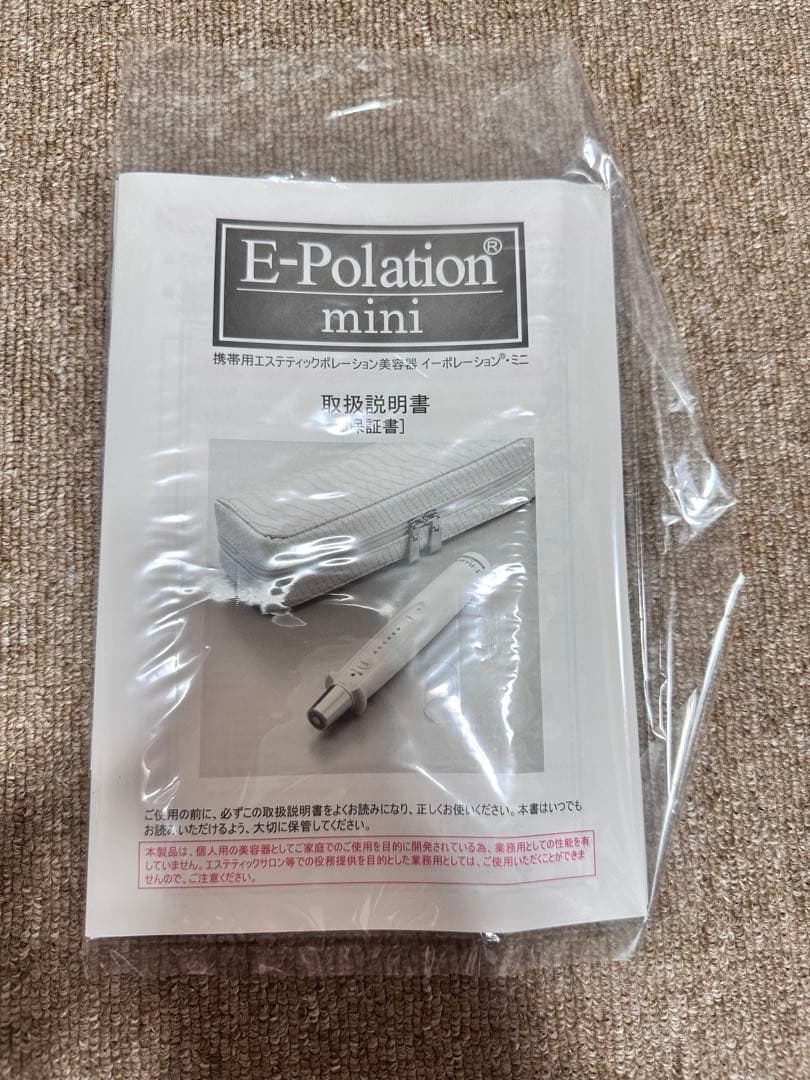 E-Polation®
mini
携帯用エステティックポレーション美容器 イーポレーション®・ミニ
取扱説明書
保証書]
ご使用の前に、必ずこの取扱説明書をよくお読みになり、正しくお使いください。本書はいつでも
お読みいただけるよう、大切に保管してください。
本製品は、個人用の美容器としてご家庭でのご使用を目的に開発されている為、業務用としての性能を有
していません。エステティックサロン等での役務提供を目的とした業務用としては、ご使用いただくことができま
せんので、ご注意ください。